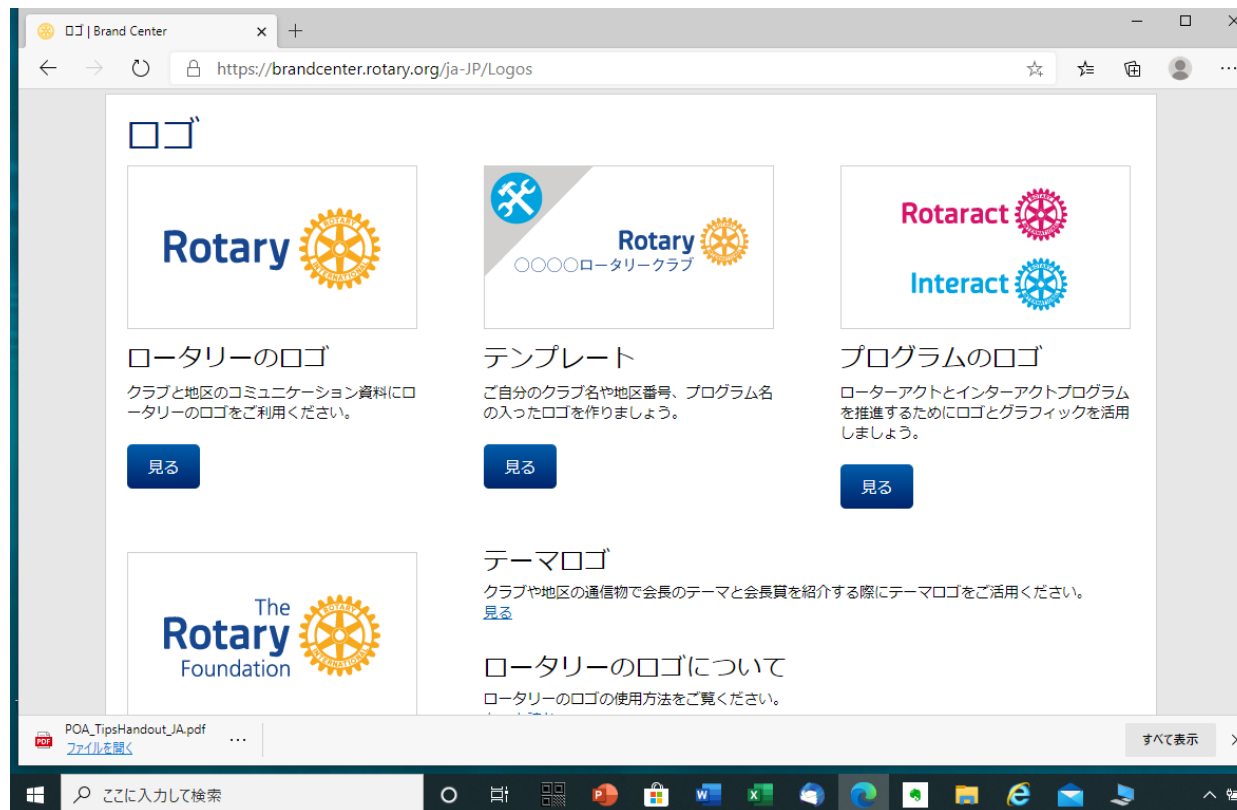 ロゴ | Brand Center
https://brandcenter.rotary.org/ja-JP/Logos
ロゴ
Rotary
ROTARY
INTERNATIONAL
Rotary
○○○○ロータリークラブ
Rotaract
Interact
ロータリーのロゴ
クラブと地区のコミュニケーション資料にロ
ータリーのロゴをご利用ください。
見る
テンプレート
ご自分のクラブ名や地区番号、プログラム名
の入ったロゴを作りましょう。
見る
プログラムのロゴ
ローターアクトとインターアクトプログラム
を推進するためにロゴとグラフィックを活用
しましょう。
見る
The
Rotary
Foundation
ROTARY
INTERNATIONAL
テーマロゴ
クラブや地区の通信物で会長のテーマと会長賞を紹介する際にテーマロゴをご活用ください。
見る
ロータリーのロゴについて
ロータリーのロゴの使用方法をご覧ください。
PDF
POA_TipsHandout_JA.pdf
ファイルを開く
すべて表示
ここに入力して検索